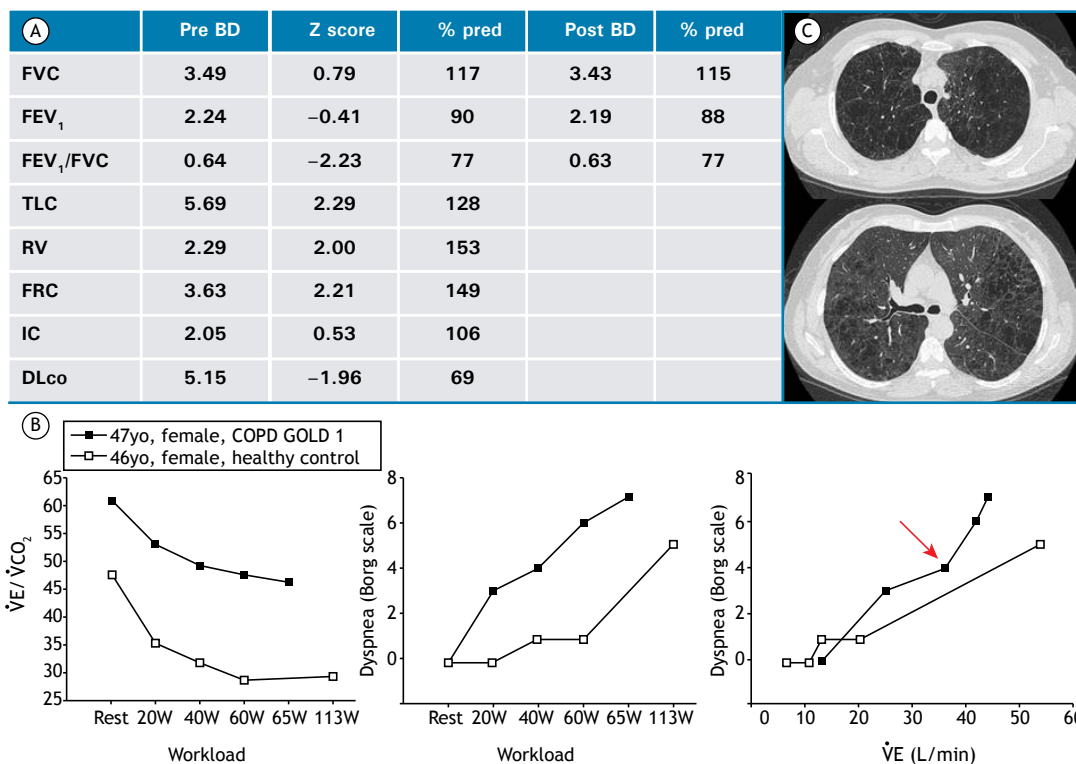 A Pre BD Z score % pred Post BD % pred
FVC 3.49 0.79 117 3.43 115
FEV₁ 2.24 −0.41 90 2.19 88
FEV₁/FVC 0.64 −2.23 77 0.63 77
TLC 5.69 2.29 128
RV 2.29 2.00 153
FRC 3.63 2.21 149
IC 2.05 0.53 106
DLco 5.15 −1.96 69
C
B
47yo, female, COPD GOLD 1
46yo, female, healthy control
V̇E/V̇CO₂
65
60
55
50
45
35
30
25
Rest 20W 40W 60W 65W 113W
Workload
Dyspnea (Borg scale)
8
6
4
2
0
Rest 20W 40W 60W 65W 113W
Workload
Dyspnea (Borg scale)
8
6
4
2
0
0 10 20 30 40 50 60
V̇E (L/min)